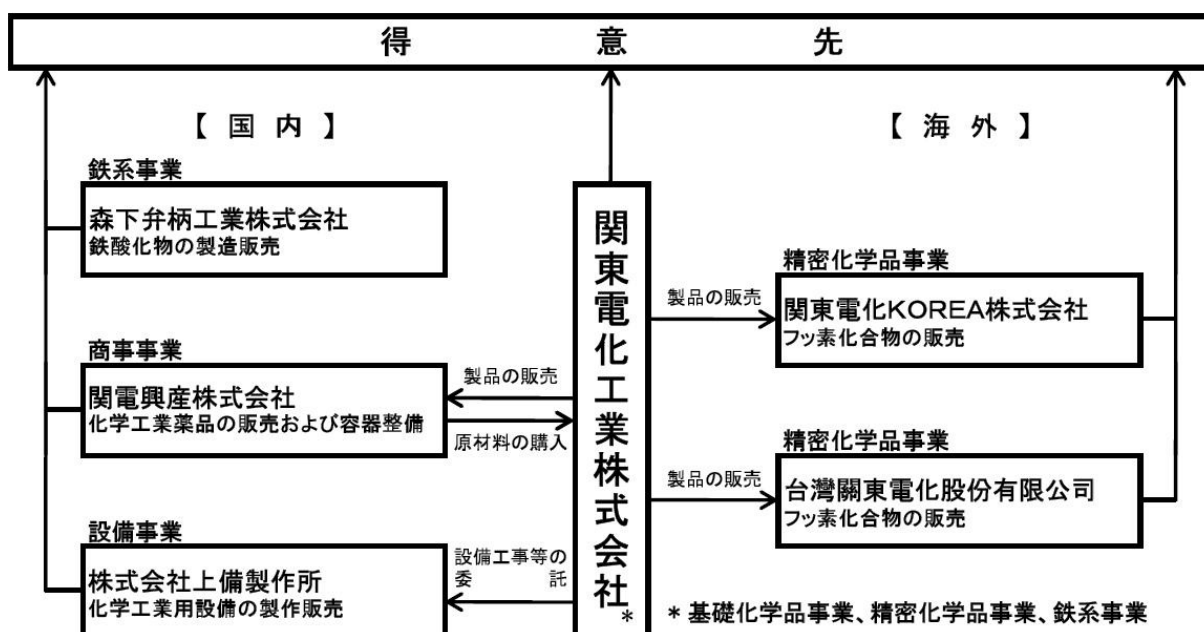 得意先
【国内】
【海外】
鉄系事業
森下弁柄工業株式会社
鉄酸化物の製造販売
商事事業
関電興産株式会社
化学工業薬品の販売および容器整備
製品の販売
原材料の購入
設備事業
株式会社上備製作所
化学工業用設備の製作販売
設備工事等の
委託
関東電化工業株式会社
*
製品の販売
精密化学品事業
関東電化KOREA株式会社
フッ素化合物の販売
製品の販売
精密化学品事業
台灣關東電化股份有限公司
フッ素化合物の販売
* 基礎化学品事業、精密化学品事業、鉄系事業